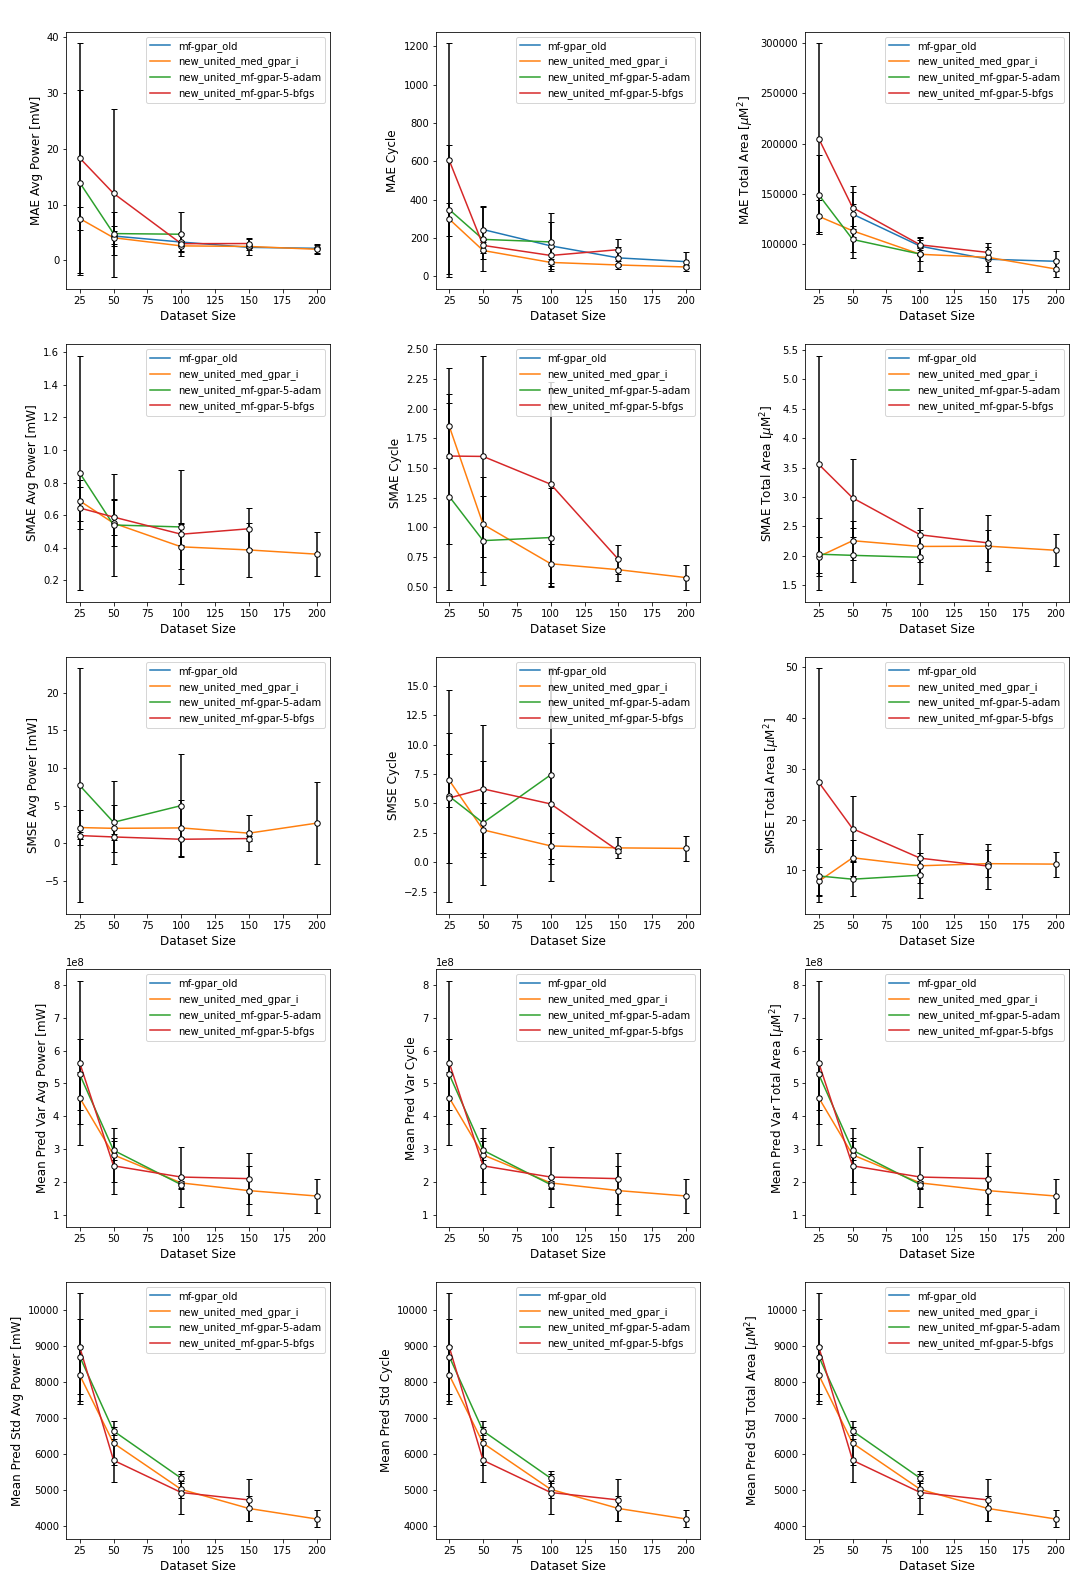 40
30
20
10
0
MAE Avg Power [mW]
mf-gpar_old
new_united_med_gpar_i
new_united_mf-gpar-5-adam
new_united_mf-gpar-5-bfgs
25 50 75 100 125 150 175 200
Dataset Size
1200
1000
800
600
400
200
0
MAE Cycle
mf-gpar_old
new_united_med_gpar_i
new_united_mf-gpar-5-adam
new_united_mf-gpar-5-bfgs
25 50 75 100 125 150 175 200
Dataset Size
300000
250000
200000
150000
100000
MAE Total Area [μM²]
mf-gpar_old
new_united_med_gpar_i
new_united_mf-gpar-5-adam
new_united_mf-gpar-5-bfgs
25 50 75 100 125 150 175 200
Dataset Size
1.6
1.4
1.2
1.0
0.8
0.6
0.4
0.2
SMAE Avg Power [mW]
mf-gpar_old
new_united_med_gpar_i
new_united_mf-gpar-5-adam
new_united_mf-gpar-5-bfgs
25 50 75 100 125 150 175 200
Dataset Size
2.50
2.25
2.00
1.75
1.50
1.25
1.00
0.75
0.50
SMAE Cycle
mf-gpar_old
new_united_med_gpar_i
new_united_mf-gpar-5-adam
new_united_mf-gpar-5-bfgs
25 50 75 100 125 150 175 200
Dataset Size
5.5
5.0
4.5
4.0
3.5
3.0
2.5
2.0
1.5
SMAE Total Area [μM²]
mf-gpar_old
new_united_med_gpar_i
new_united_mf-gpar-5-adam
new_united_mf-gpar-5-bfgs
25 50 75 100 125 150 175 200
Dataset Size
20
15
10
5
0
−5
SMSE Avg Power [mW]
mf-gpar_old
new_united_med_gpar_i
new_united_mf-gpar-5-adam
new_united_mf-gpar-5-bfgs
25 50 75 100 125 150 175 200
Dataset Size
15.0
12.5
10.0
7.5
5.0
2.5
0.0
−2.5
SMSE Cycle
mf-gpar_old
new_united_med_gpar_i
new_united_mf-gpar-5-adam
new_united_mf-gpar-5-bfgs
25 50 75 100 125 150 175 200
Dataset Size
50
40
30
20
10
SMSE Total Area [μM²]
mf-gpar_old
new_united_med_gpar_i
new_united_mf-gpar-5-adam
new_united_mf-gpar-5-bfgs
25 50 75 100 125 150 175 200
Dataset Size
1e8
8
7
6
5
4
3
2
1
Mean Pred Var Avg Power [mW]
mf-gpar_old
new_united_med_gpar_i
new_united_mf-gpar-5-adam
new_united_mf-gpar-5-bfgs
25 50 75 100 125 150 175 200
Dataset Size
1e8
8
7
6
5
4
3
2
1
Mean Pred Var Cycle
mf-gpar_old
new_united_med_gpar_i
new_united_mf-gpar-5-adam
new_united_mf-gpar-5-bfgs
25 50 75 100 125 150 175 200
Dataset Size
1e8
8
7
6
5
4
3
2
1
Mean Pred Var Total Area [μM²]
mf-gpar_old
new_united_med_gpar_i
new_united_mf-gpar-5-adam
new_united_mf-gpar-5-bfgs
25 50 75 100 125 150 175 200
Dataset Size
10000
9000
8000
7000
6000
5000
4000
Mean Pred Std Avg Power [mW]
mf-gpar_old
new_united_med_gpar_i
new_united_mf-gpar-5-adam
new_united_mf-gpar-5-bfgs
25 50 75 100 125 150 175 200
Dataset Size
10000
9000
8000
7000
6000
5000
4000
Mean Pred Std Cycle
mf-gpar_old
new_united_med_gpar_i
new_united_mf-gpar-5-adam
new_united_mf-gpar-5-bfgs
25 50 75 100 125 150 175 200
Dataset Size
10000
9000
8000
7000
6000
5000
4000
Mean Pred Std Total Area [μM²]
mf-gpar_old
new_united_med_gpar_i
new_united_mf-gpar-5-adam
new_united_mf-gpar-5-bfgs
25 50 75 100 125 150 175 200
Dataset Size